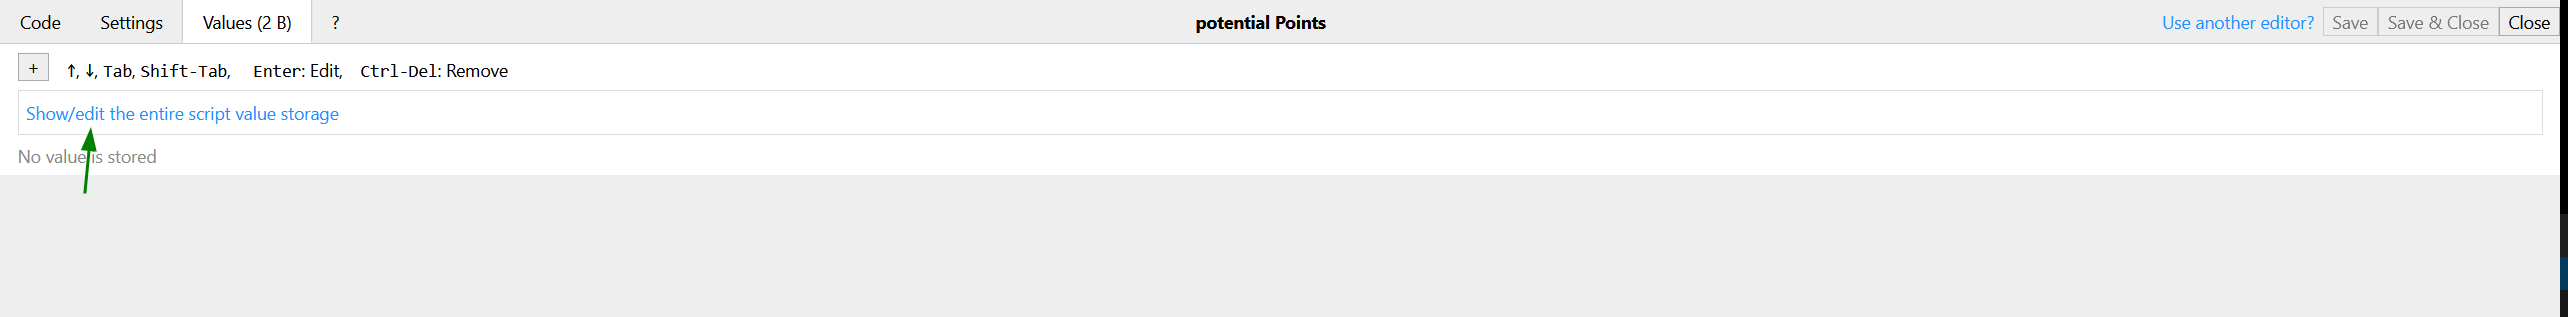 Code Settings Values (2 B) ? potential Points Use another editor? Save Save & Close Close
+ ↑, ↓, Tab, Shift-Tab, Enter: Edit, Ctrl-Del: Remove
Show/edit the entire script value storage
No value is stored